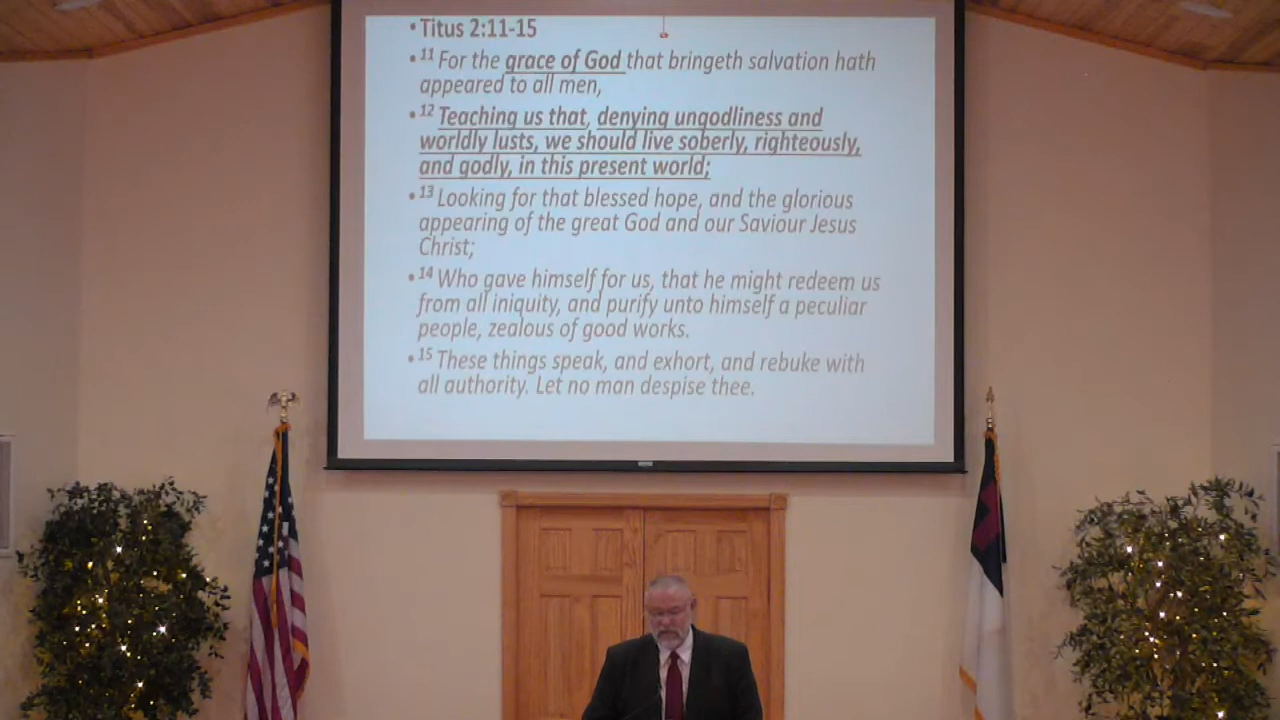 • Titus 2:11-15
• 11 For the grace of God that bringeth salvation hath
appeared to all men,
• 12 Teaching us that, denying ungodliness and
worldly lusts, we should live soberly, righteously,
and godly, in this present world;
• 13 Looking for that blessed hope, and the glorious
appearing of the great God and our Saviour Jesus
Christ;
• 14 Who gave himself for us, that he might redeem us
from all iniquity, and purify unto himself a peculiar
people, zealous of good works.
• 15 These things speak, and exhort, and rebuke with
all authority. Let no man despise thee.